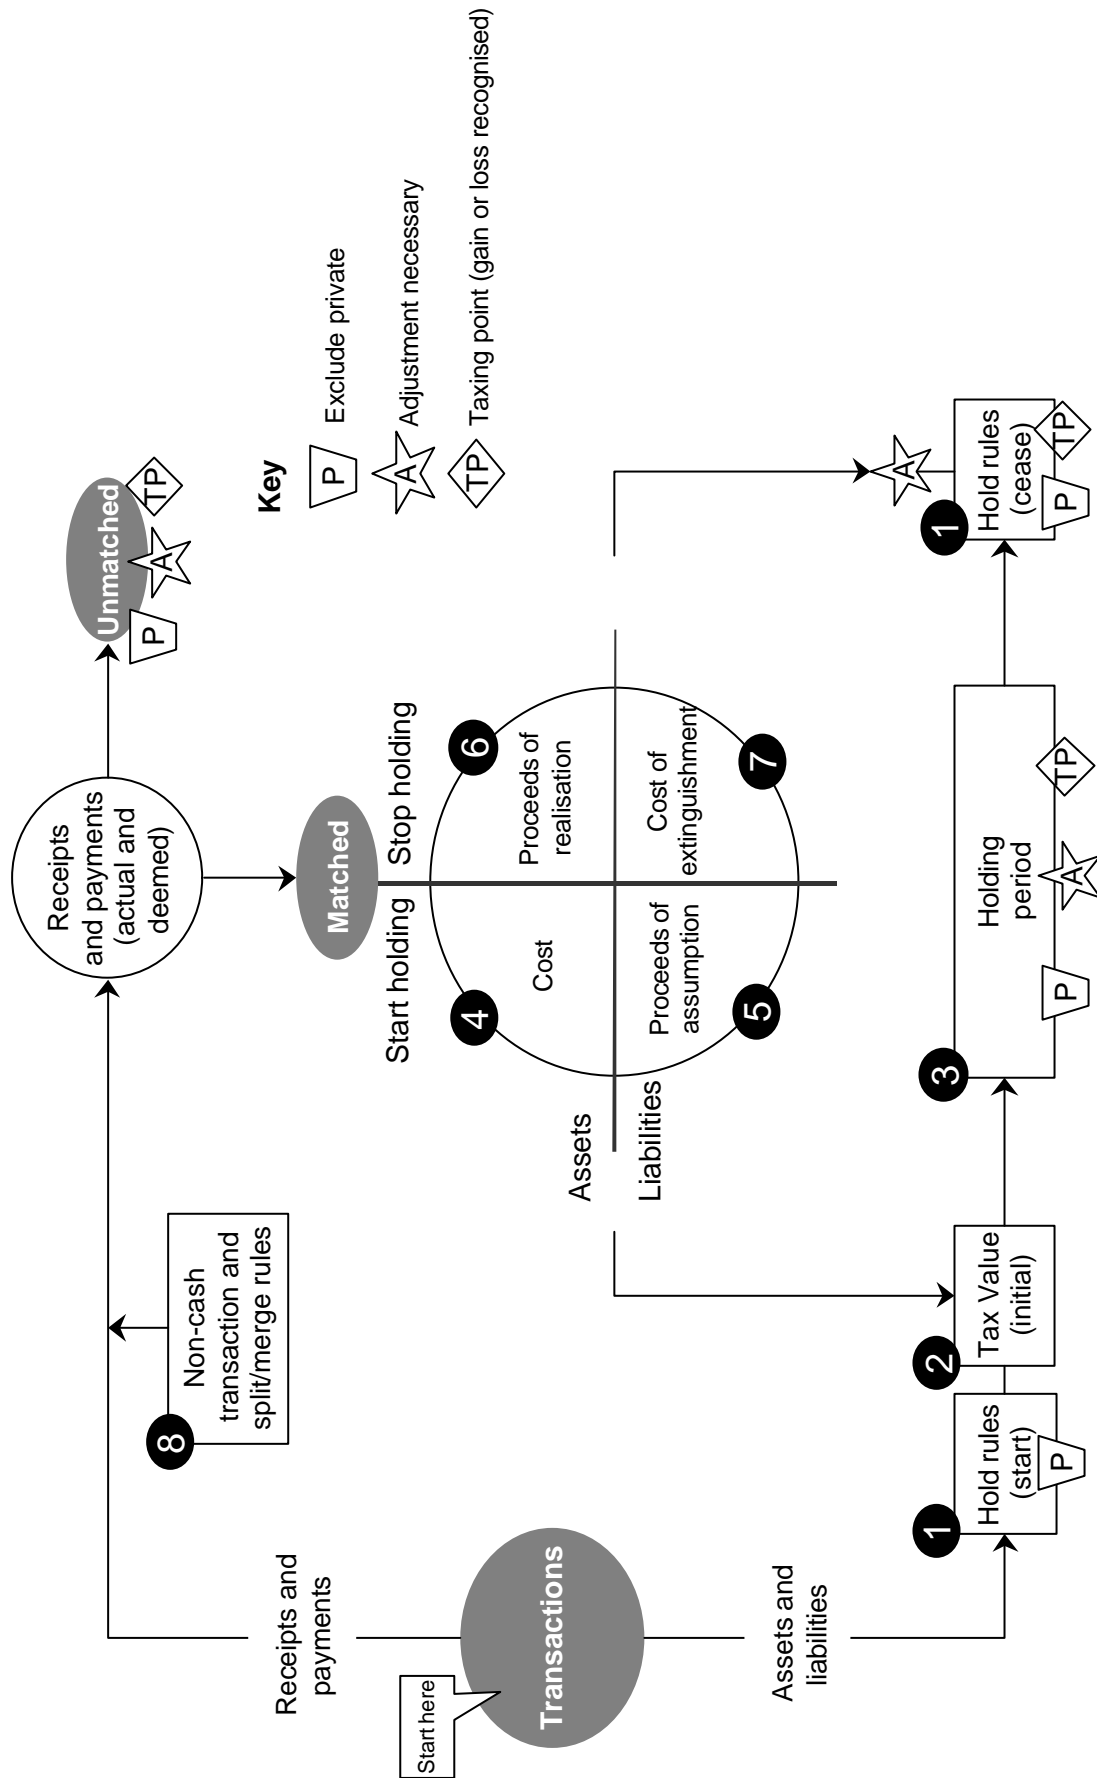 Start here
Transactions
Receipts and
payments
Assets and
liabilities
8
Non-cash
transaction and
split/merge rules
Receipts
and payments
(actual and
deemed)
Unmatched
P
A
TP
Matched
Start holding
Stop holding
Assets
Liabilities
4
Cost
6
Proceeds of
realisation
5
Proceeds of
assumption
7
Cost of
extinguishment
1
Hold rules
(start)
P
2
Tax Value
(initial)
3
Holding
period
P
A
TP
A
1
Hold rules
(cease)
P
TP
Key
P
Exclude private
A
Adjustment necessary
TP
Taxing point (gain or loss recognised)